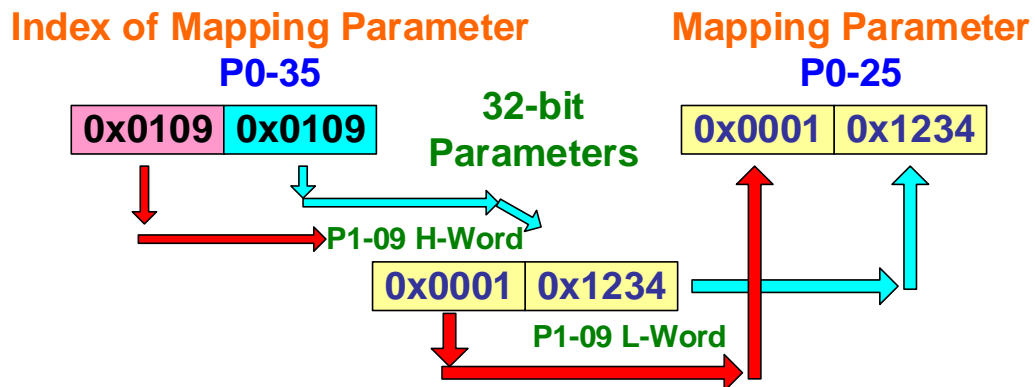 Index of Mapping Parameter
P0-35
0x0109 0x0109
32-bit
Parameters
Mapping Parameter
P0-25
0x0001 0x1234
P1-09 H-Word
0x0001 0x1234
P1-09 L-Word